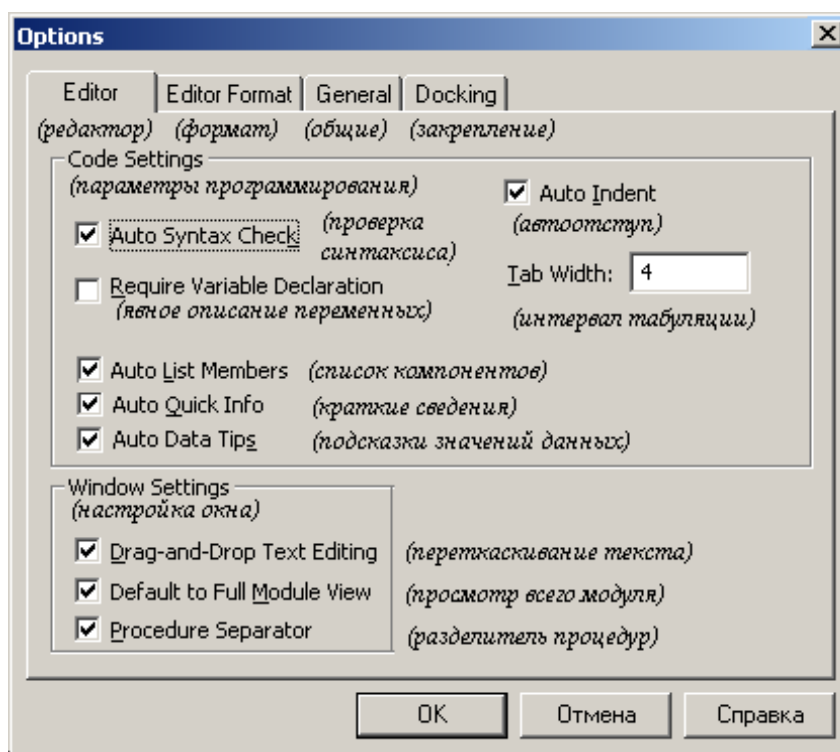 Options
Editor Editor Format General Docking
(редактор) (формат) (общие) (закрепление)
Code Settings
(параметры программирования)
Auto Indent
(автоотступ)
Auto Syntax Check (проверка
синтаксиса)
Tab Width: 4
(интервал табуляции)
Require Variable Declaration
(явное описание переменных)
Auto List Members (список компонентов)
Auto Quick Info (краткие сведения)
Auto Data Tips (подсказки значений данных)
Window Settings
(настройка окна)
Drag-and-Drop Text Editing (переткаскивание текста)
Default to Full Module View (просмотр всего модуля)
Procedure Separator (разделитель процедур)
OK Отмена Справка